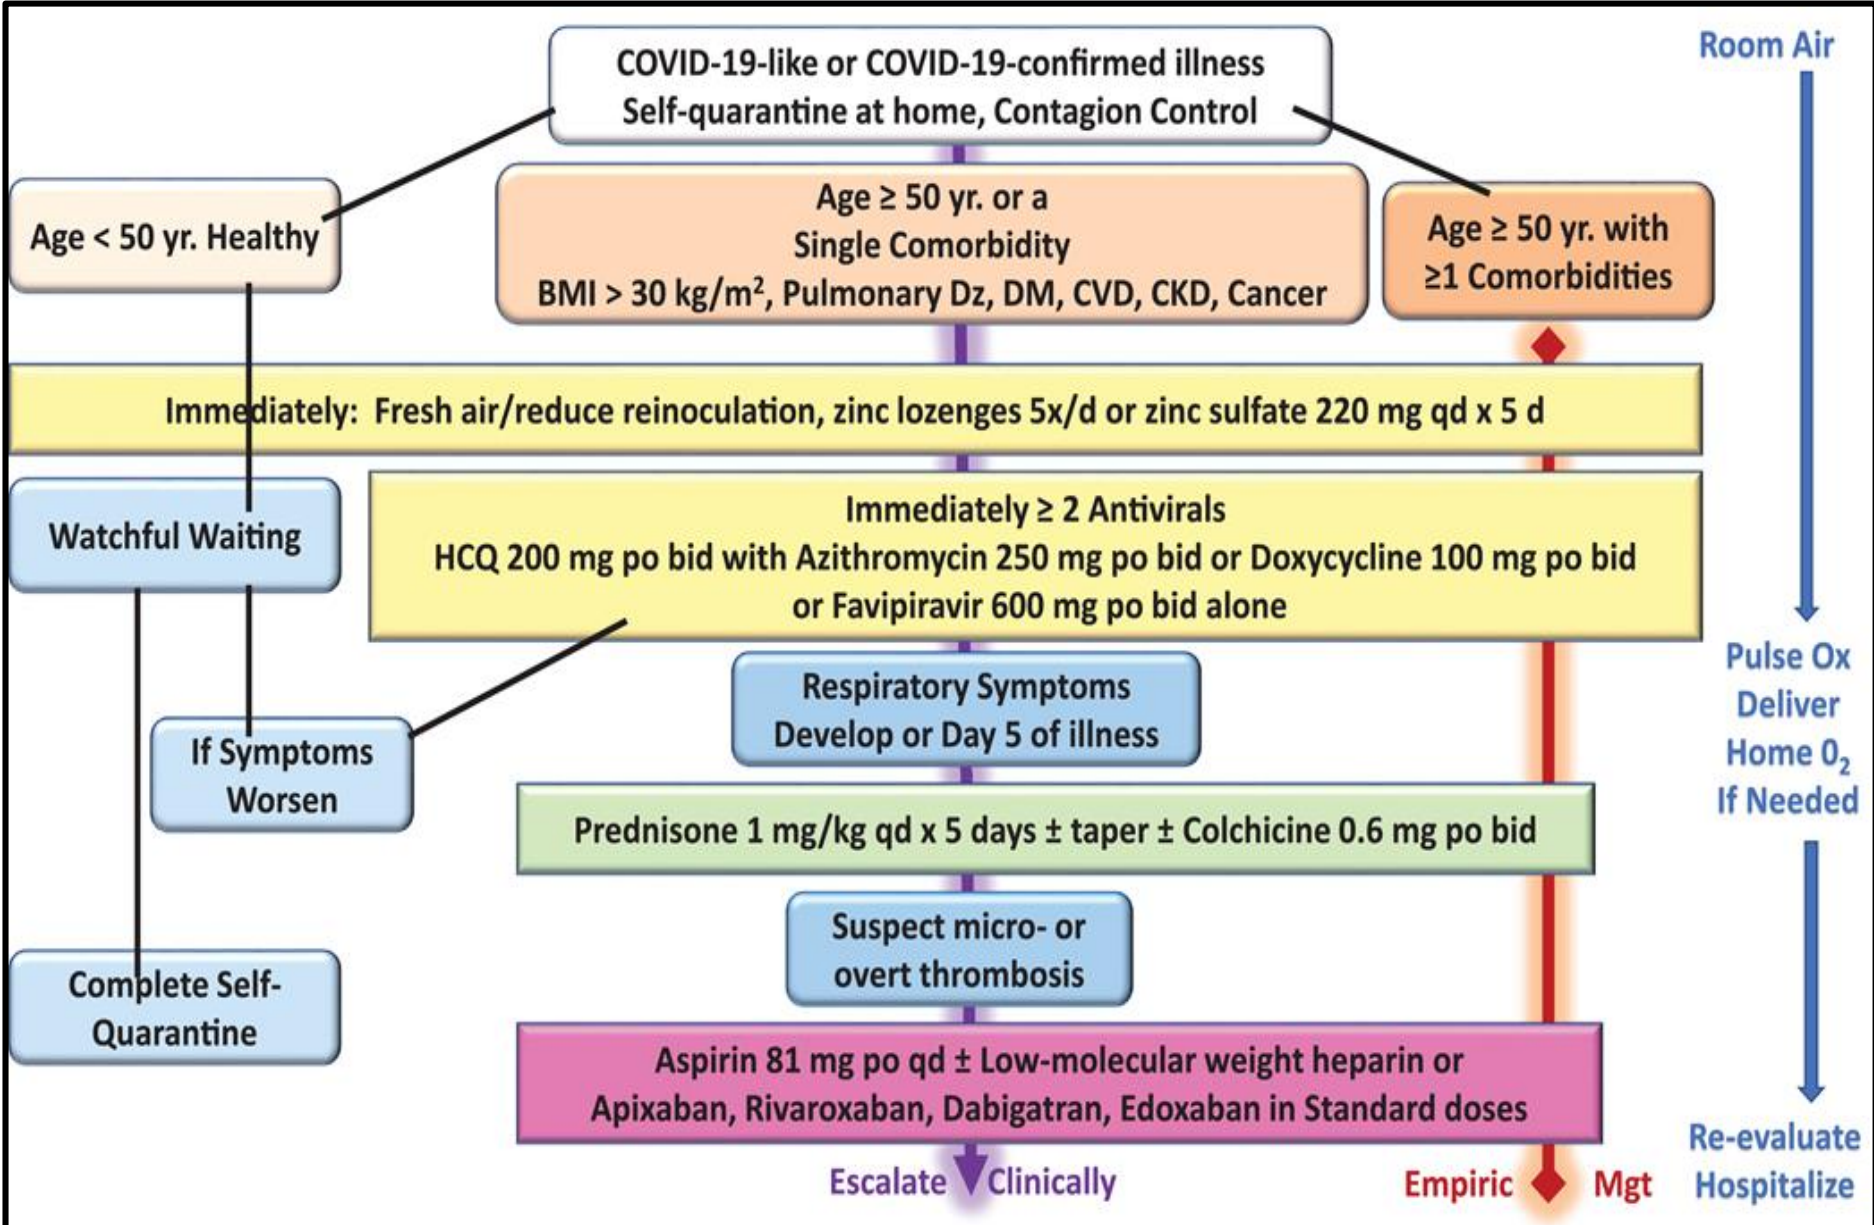 COVID-19-like or COVID-19-confirmed illness
Self-quarantine at home, Contagion Control
Room Air
Age < 50 yr. Healthy
Age ≥ 50 yr. or a
Single Comorbidity
BMI > 30 kg/m², Pulmonary Dz, DM, CVD, CKD, Cancer
Age ≥ 50 yr. with
≥1 Comorbidities
Immediately: Fresh air/reduce reinoculation, zinc lozenges 5x/d or zinc sulfate 220 mg qd x 5 d
Watchful Waiting
Immediately ≥ 2 Antivirals
HCQ 200 mg po bid with Azithromycin 250 mg po bid or Doxycycline 100 mg po bid
or Favipiravir 600 mg po bid alone
Respiratory Symptoms
Develop or Day 5 of illness
Pulse Ox
Deliver
Home 0₂
If Needed
If Symptoms
Worsen
Prednisone 1 mg/kg qd x 5 days ± taper ± Colchicine 0.6 mg po bid
Suspect micro- or
overt thrombosis
Complete Self-
Quarantine
Aspirin 81 mg po qd ± Low-molecular weight heparin or
Apixaban, Rivaroxaban, Dabigatran, Edoxaban in Standard doses
Escalate Clinically
Empiric Mgt
Re-evaluate
Hospitalize